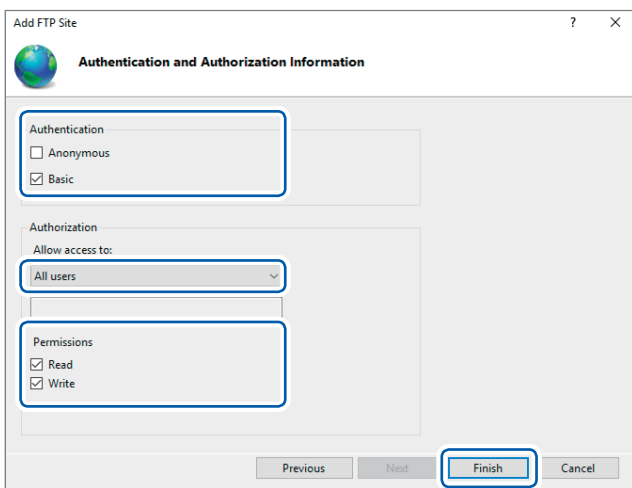 Add FTP Site ?
Authentication and Authorization Information
Authentication
Anonymous
Basic
Authorization
Allow access to:
All users
Permissions
Read
Write
Previous Next Finish Cancel